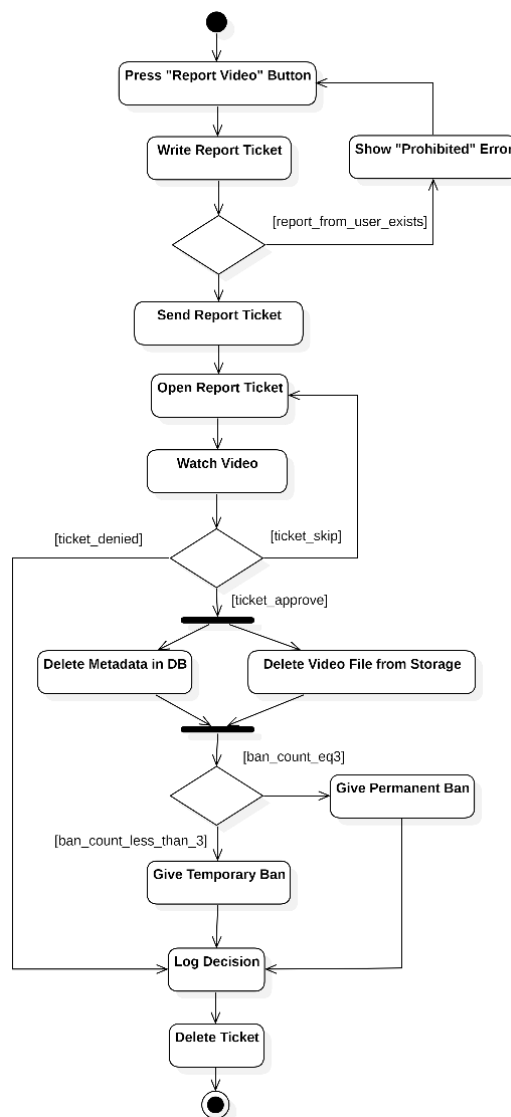 Press "Report Video" Button
Write Report Ticket
Show "Prohibited" Error
[report_from_user_exists]
Send Report Ticket
Open Report Ticket
Watch Video
[ticket_denied]
[ticket_skip]
[ticket_approve]
Delete Metadata in DB
Delete Video File from Storage
[ban_count_eq3]
Give Permanent Ban
[ban_count_less_than_3]
Give Temporary Ban
Log Decision
Delete Ticket